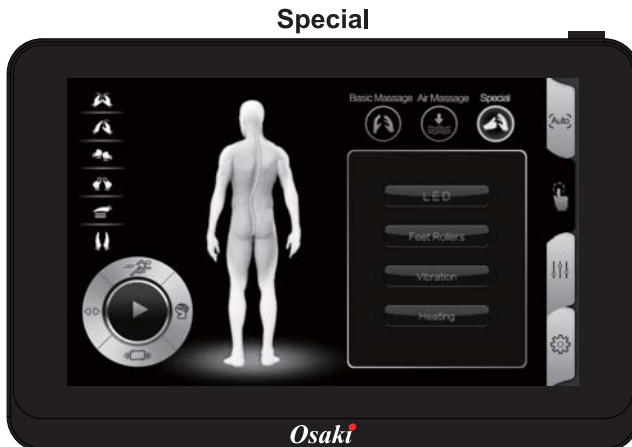 Special
Basic Massage Air Massage Special
(Auto)
LED
Feet Rollers
Vibration
Heating
Osaki